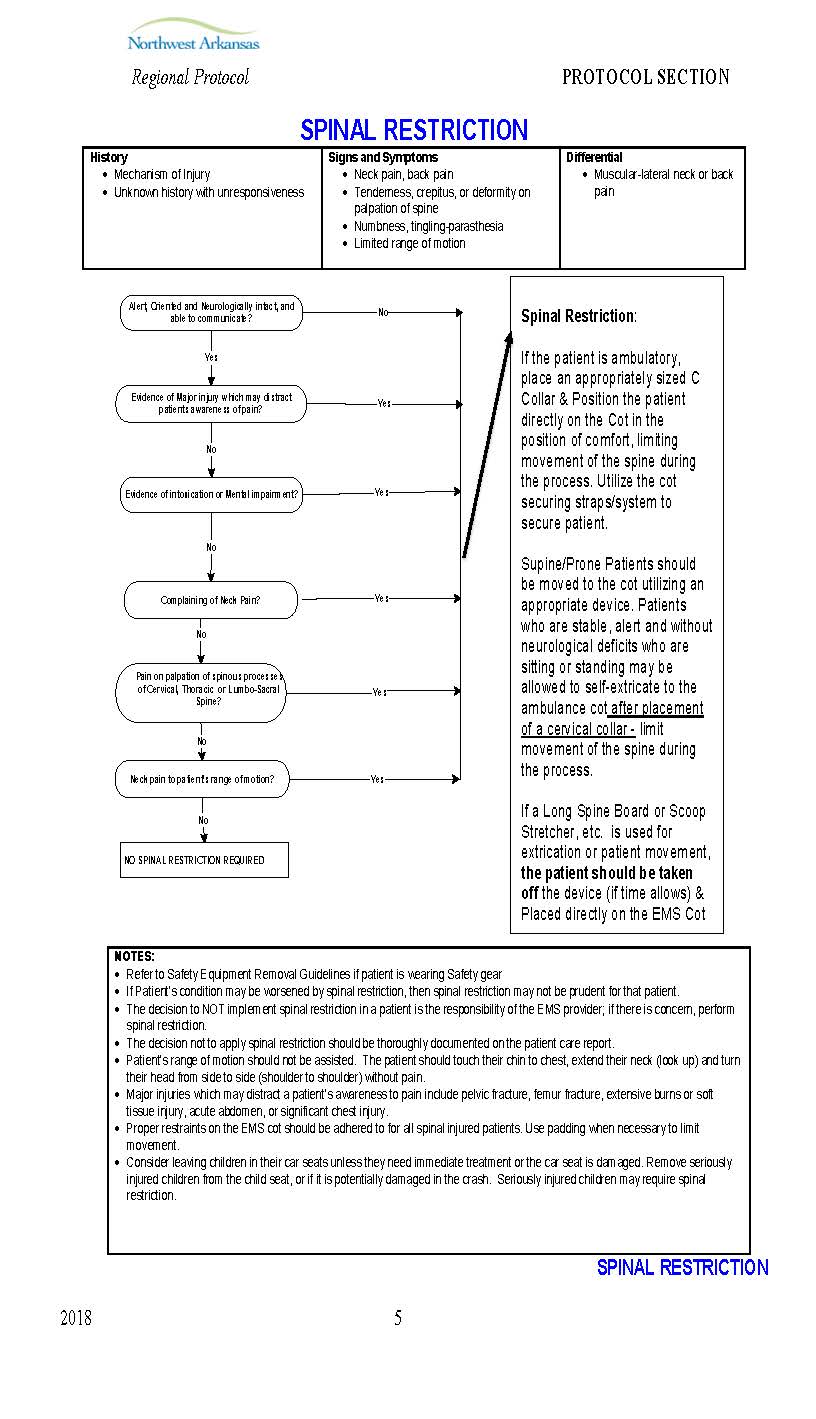 Northwest Arkansas
Regional Protocol
PROTOCOL SECTION
SPINAL RESTRICTION
History
• Mechanism of Injury
• Unknown history with unresponsiveness
Signs and Symptoms
• Neck pain, back pain
• Tenderness, crepitus, or deformity on
palpation of spine
• Numbness, tingling-parasthesia
• Limited range of motion
Differential
• Muscular-lateral neck or back
pain
Alert, Oriented and Neurologically intact, and
able to communicate?
No
Yes
Evidence of Major injury which may distract
patients awareness of pain?
Yes
No
Evidence of intoxication or Mental impairment?
Yes
No
Complaining of Neck Pain?
Yes
No
Pain on palpation of spinous processes
of Cervical, Thoracic or Lumbo-Sacral
Spine?
Yes
No
Neck pain to patient's range of motion?
Yes
No
NO SPINAL RESTRICTION REQUIRED
Spinal Restriction:
If the patient is ambulatory,
place an appropriately sized C
Collar & Position the patient
directly on the Cot in the
position of comfort, limiting
movement of the spine during
the process. Utilize the cot
securing straps/system to
secure patient.
Supine/Prone Patients should
be moved to the cot utilizing an
appropriate device. Patients
who are stable, alert and without
neurological deficits who are
sitting or standing may be
allowed to self-extricate to the
ambulance cot after placement
of a cervical collar - limit
movement of the spine during
the process.
If a Long Spine Board or Scoop
Stretcher, etc. is used for
extrication or patient movement,
the patient should be taken
off the device (if time allows) &
Placed directly on the EMS Cot
NOTES:
• Refer to Safety Equipment Removal Guidelines if patient is wearing Safety gear
• If Patient's condition may be worsened by spinal restriction, then spinal restriction may not be prudent for that patient.
• The decision to NOT implement spinal restriction in a patient is the responsibility of the EMS provider; if there is concern, perform
spinal restriction.
• The decision not to apply spinal restriction should be thoroughly documented on the patient care report.
• Patient's range of motion should not be assisted. The patient should touch their chin to chest, extend their neck (look up) and turn
their head from side to side (shoulder to shoulder) without pain.
• Major injuries which may distract a patient's awareness to pain include pelvic fracture, femur fracture, extensive burns or soft
tissue injury, acute abdomen, or significant chest injury.
• Proper restraints on the EMS cot should be adhered to for all spinal injured patients. Use padding when necessary to limit
movement.
• Consider leaving children in their car seats unless they need immediate treatment or the car seat is damaged. Remove seriously
injured children from the child seat, or if it is potentially damaged in the crash. Seriously injured children may require spinal
restriction.
SPINAL RESTRICTION
2018
5